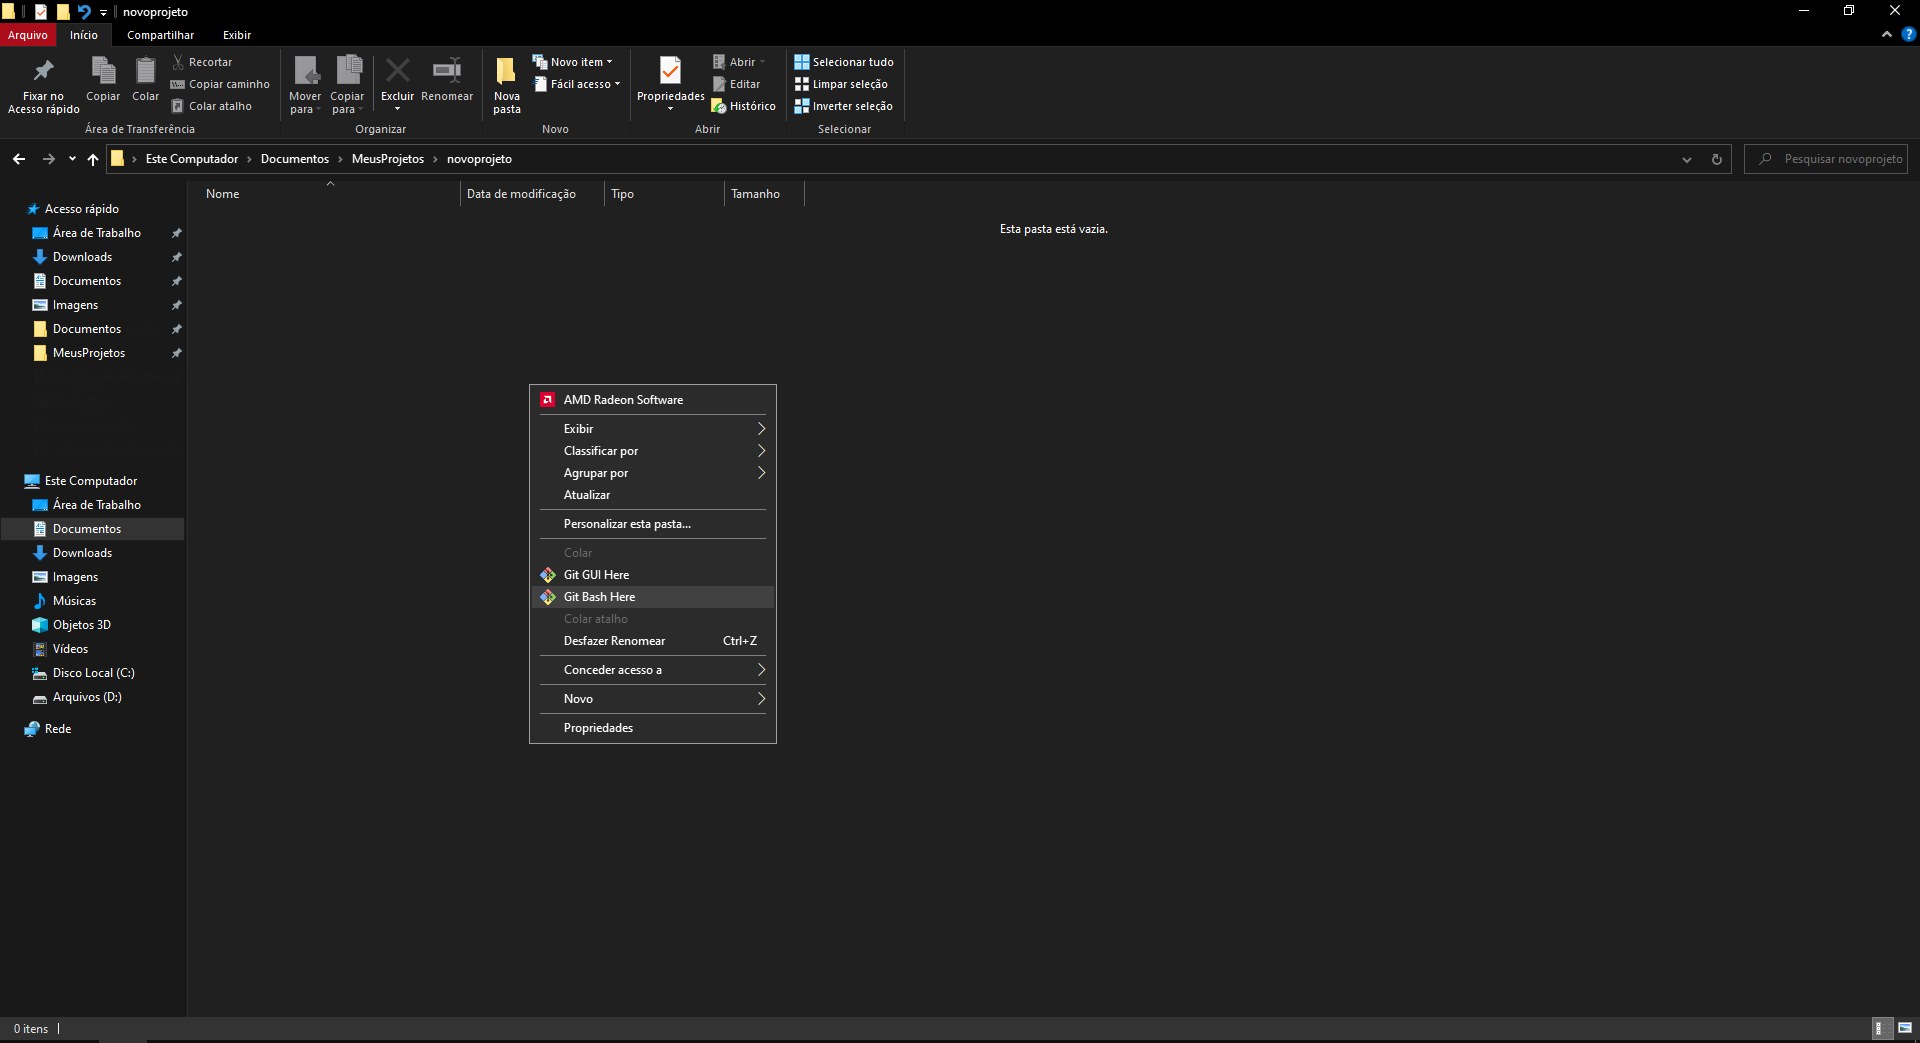 novoprojeto
Arquivo Início Compartilhar Exibir
Fixar no Acesso rápido
Copiar
Colar
Recortar
Copiar caminho
Colar atalho
Área de Transferência
Mover para
Copiar para
Excluir
Renomear
Organizar
Nova pasta
Novo item
Fácil acesso
Novo
Propriedades
Abrir
Editar
Histórico
Abrir
Selecionar tudo
Limpar seleção
Inverter seleção
Selecionar
Este Computador › Documentos › MeusProjetos › novoprojeto
Pesquisar novoprojeto
Nome Data de modificação Tipo Tamanho
Esta pasta está vazia.
Acesso rápido
Área de Trabalho
Downloads
Documentos
Imagens
Documentos
MeusProjetos
Este Computador
Área de Trabalho
Documentos
Downloads
Imagens
Músicas
Objetos 3D
Vídeos
Disco Local (C:)
Arquivos (D:)
Rede
AMD Radeon Software
Exibir
Classificar por
Agrupar por
Atualizar
Personalizar esta pasta...
Colar
Git GUI Here
Git Bash Here
Colar atalho
Desfazer Renomear Ctrl+Z
Conceder acesso a
Novo
Propriedades
0 itens